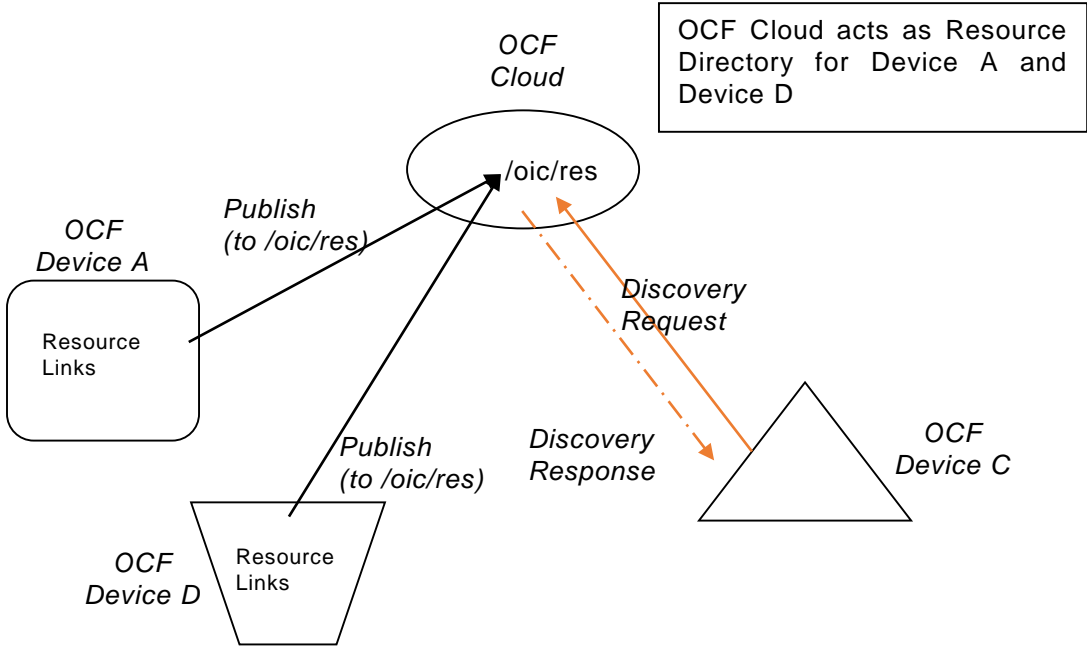 OCF
Cloud
OCF Cloud acts as Resource
Directory for Device A and
Device D
/oic/res
Publish
(to /oic/res)
OCF
Device A
Resource
Links
Discovery
Request
Publish
(to /oic/res)
Discovery
Response
OCF
Device C
OCF
Device D
Resource
Links